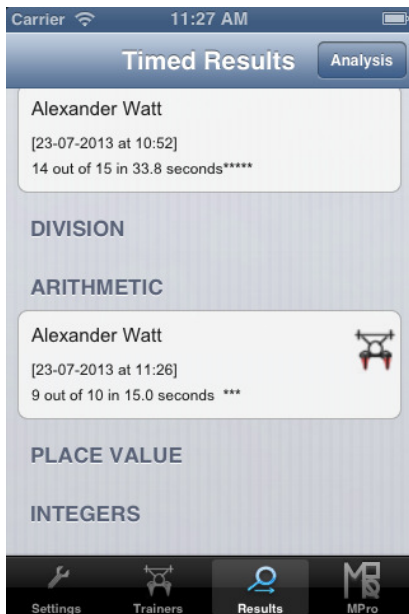 Carrier 11:27 AM
Timed Results Analysis
Alexander Watt
[23-07-2013 at 10:52]
14 out of 15 in 33.8 seconds*****
DIVISION
ARITHMETIC
Alexander Watt
[23-07-2013 at 11:26]
9 out of 10 in 15.0 seconds ***
PLACE VALUE
INTEGERS
Settings Trainers Results MPro